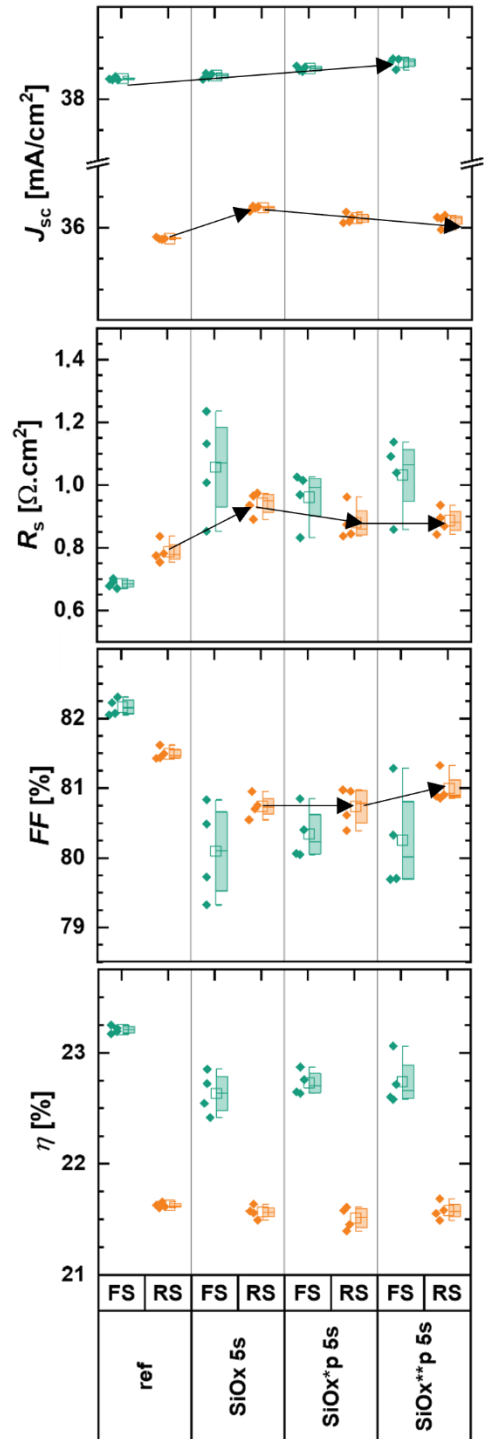 J_sc [mA/cm²]
38
36
R_s [Ω.cm²]
1.4
1.2
1.0
0.8
0.6
FF [%]
82
81
80
79
η [%]
23
22
21
FS RS FS RS FS RS FS RS
ref SiOx 5s SiOx*p 5s SiOx**p 5s